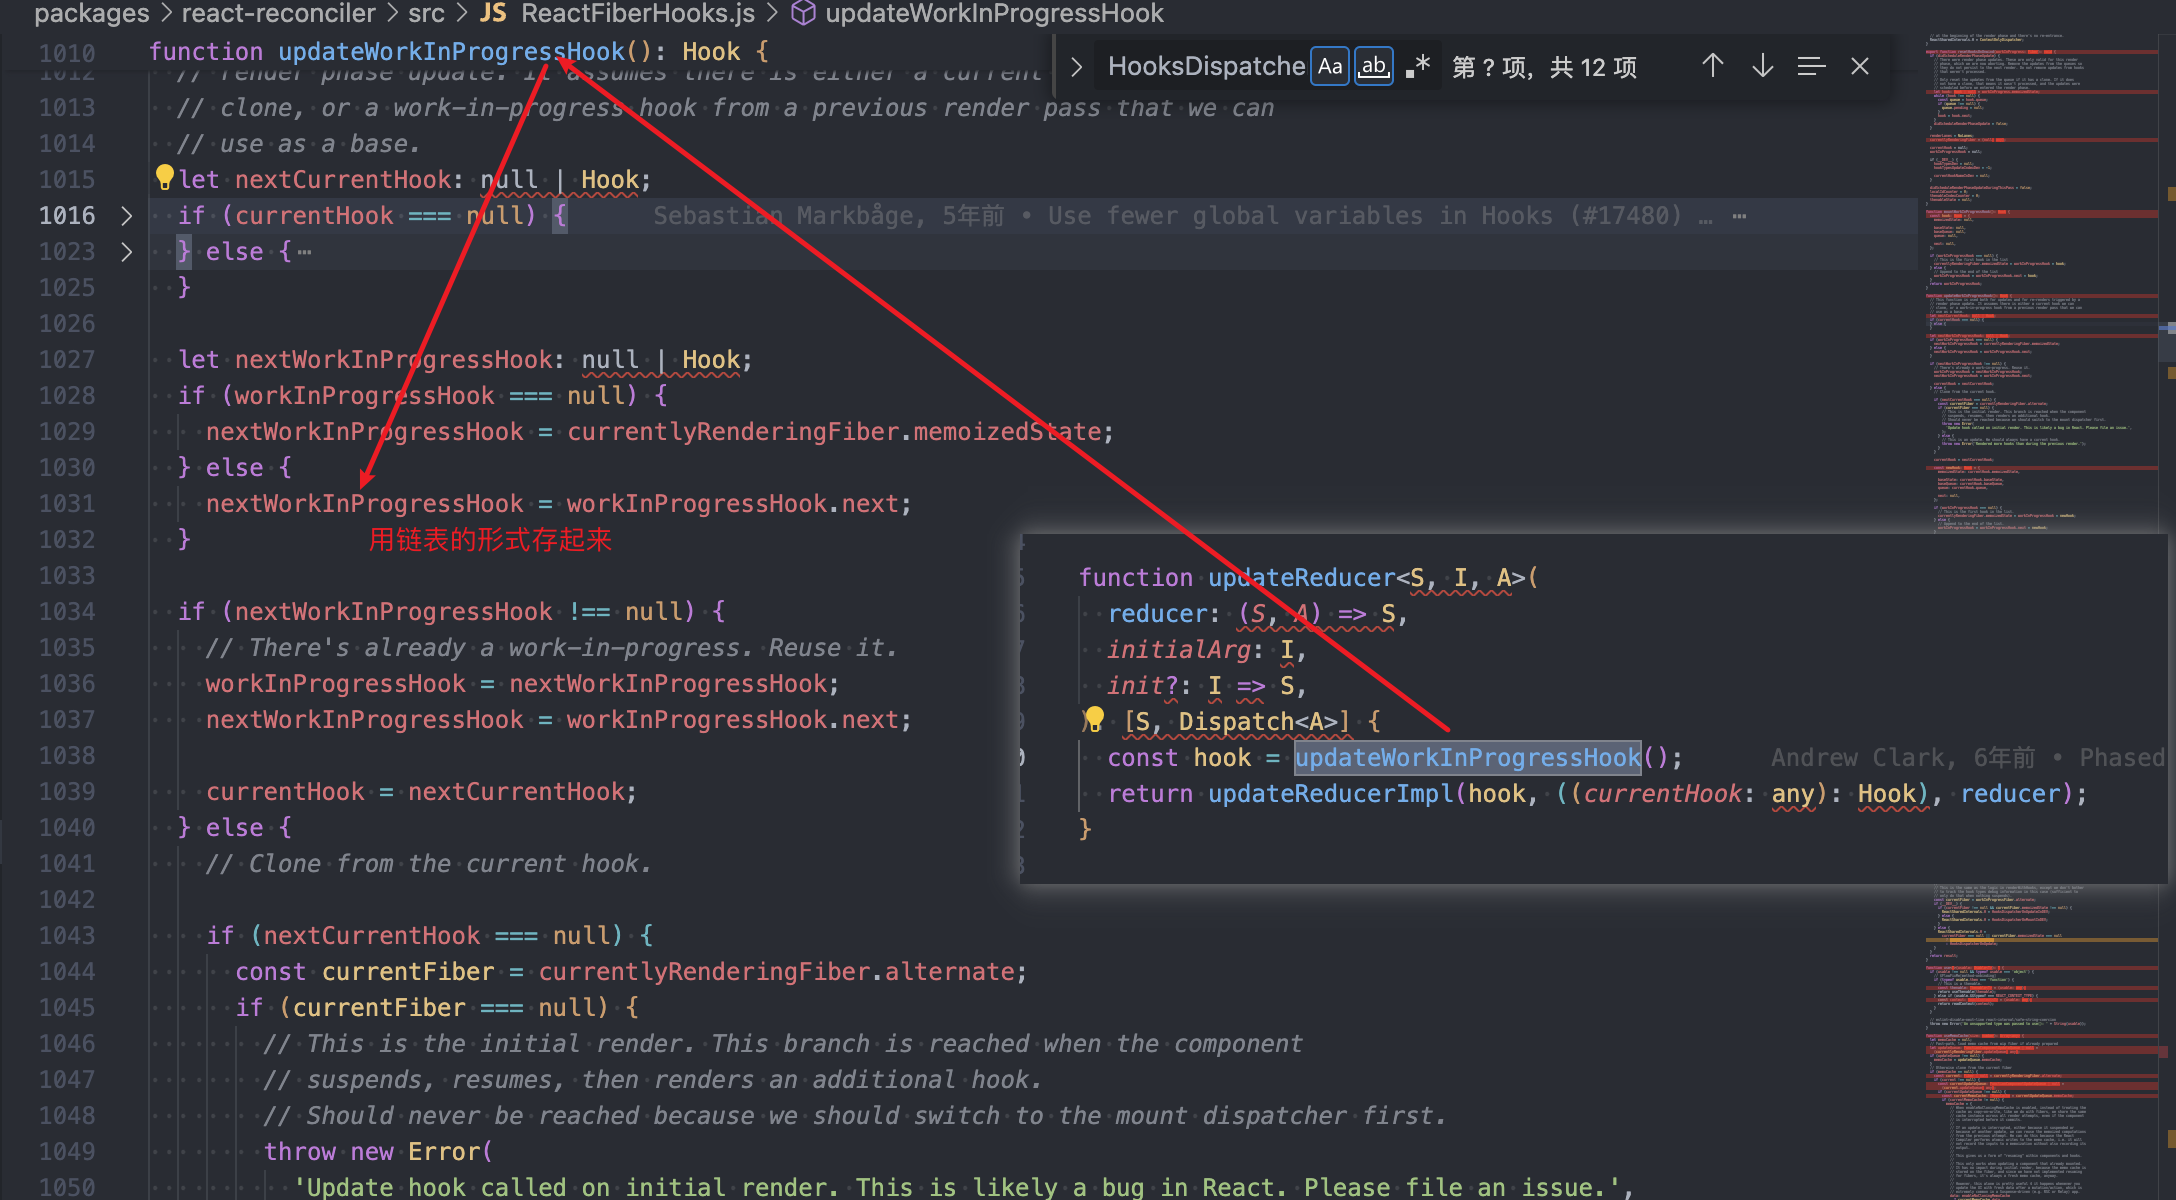 packages > react-reconciler > src > JS ReactFiberHooks.js > updateWorkInProgressHook
1010 function updateWorkInProgressHook(): Hook {
HooksDispatche Aa ab .* 第 ? 项, 共 12 项
1012 // render phase update. It assumes there is either a current
1013 // clone, or a work-in-progress hook from a previous render pass that we can
1014 // use as a base.
1015 let nextCurrentHook: null | Hook;
1016 if (currentHook === null) { Sebastian Markbåge, 5年前 • Use fewer global variables in Hooks (#17480) … ⋯
1023 } else {⋯
1025 }
1026
1027 let nextWorkInProgressHook: null | Hook;
1028 if (workInProgressHook === null) {
1029 nextWorkInProgressHook = currentlyRenderingFiber.memoizedState;
1030 } else {
1031 nextWorkInProgressHook = workInProgressHook.next;
1032 }
用链表的形式存起来
1033
1034 if (nextWorkInProgressHook !== null) {
1035 // There's already a work-in-progress. Reuse it.
1036 workInProgressHook = nextWorkInProgressHook;
1037 nextWorkInProgressHook = workInProgressHook.next;
1038
1039 currentHook = nextCurrentHook;
1040 } else {
1041 // Clone from the current hook.
1042
1043 if (nextCurrentHook === null) {
1044 const currentFiber = currentlyRenderingFiber.alternate;
1045 if (currentFiber === null) {
1046 // This is the initial render. This branch is reached when the component
1047 // suspends, resumes, then renders an additional hook.
1048 // Should never be reached because we should switch to the mount dispatcher first.
1049 throw new Error(
1050 'Update hook called on initial render. This is likely a bug in React. Please file an issue.',
function updateReducer<S, I, A>(
reducer: (S, A) => S,
initialArg: I,
init?: I => S,
): [S, Dispatch<A>] {
const hook = updateWorkInProgressHook(); Andrew Clark, 6年前 • Phased
return updateReducerImpl(hook, ((currentHook: any): Hook), reducer);
}